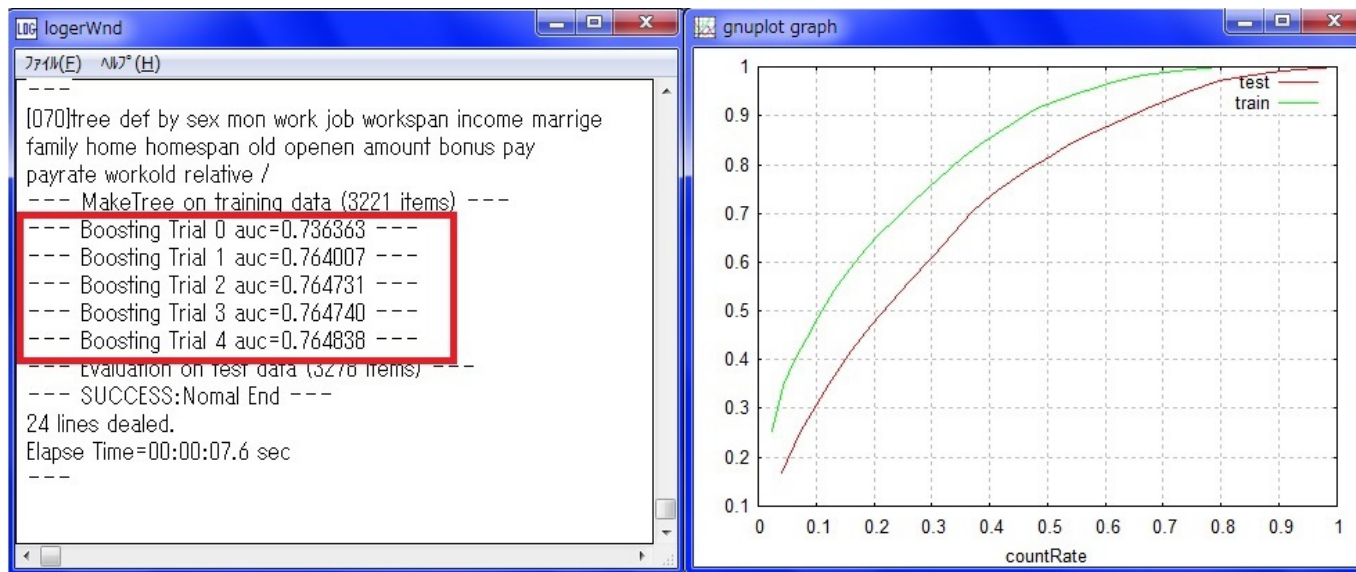 LOG logerWnd
ﾌｧｲﾙ(F) ﾍﾙﾌﾟ(H)
---
[070]tree def by sex mon work job workspan income marrige
family home homespan old openen amount bonus pay
payrate workold relative /
--- MakeTree on training data (3221 items) ---
--- Boosting Trial 0 auc=0.736363 ---
--- Boosting Trial 1 auc=0.764007 ---
--- Boosting Trial 2 auc=0.764731 ---
--- Boosting Trial 3 auc=0.764740 ---
--- Boosting Trial 4 auc=0.764838 ---
--- Evaluation on test data (3278 items) ---
--- SUCCESS:Nomal End ---
24 lines dealed.
Elapse Time=00:00:07.6 sec
---
gnuplot graph
test
train
1
0.9
0.8
0.7
0.6
0.5
0.4
0.3
0.2
0.1
0 0.1 0.2 0.3 0.4 0.5 0.6 0.7 0.8 0.9 1
countRate